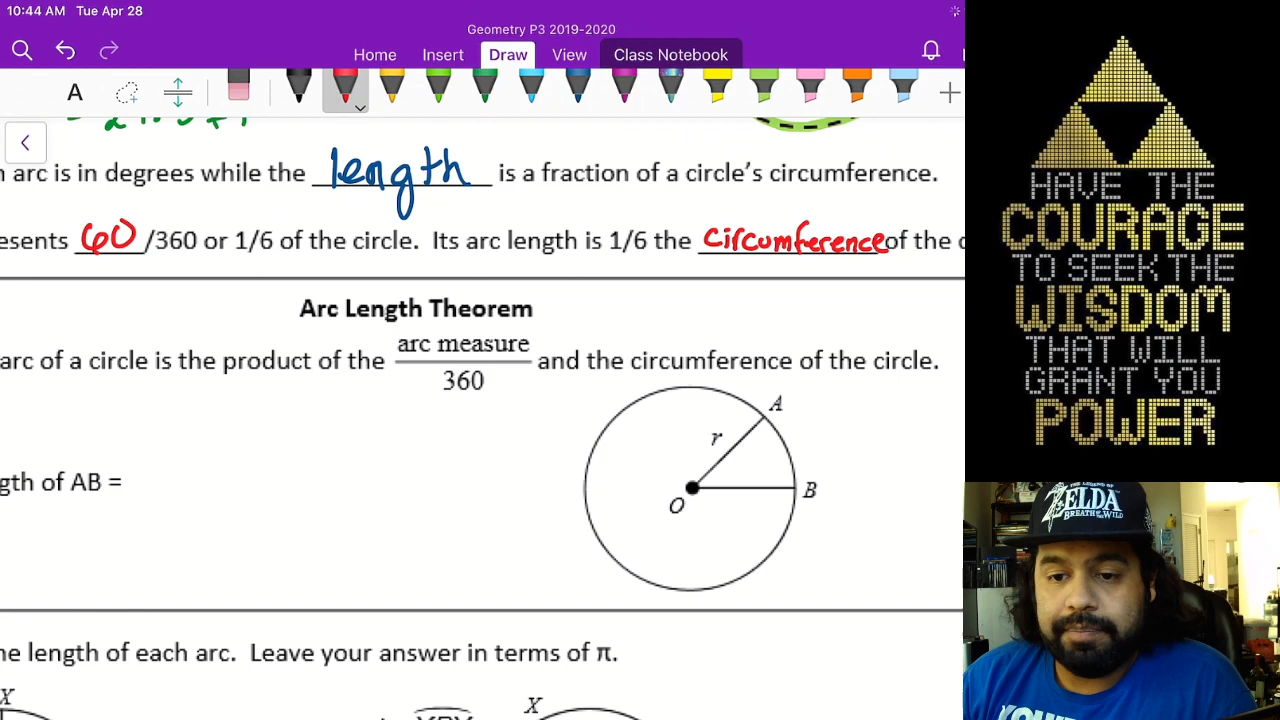 10:44 AM Tue Apr 28
Geometry P3 2019-2020
Home Insert Draw View Class Notebook
A
arc is in degrees while the length is a fraction of a circle's circumference.
esents 60 /360 or 1/6 of the circle. Its arc length is 1/6 the circumference of the c
Arc Length Theorem
arc of a circle is the product of the arc measure
360 and the circumference of the circle.
A
r
gth of AB =
B
O
he length of each arc. Leave your answer in terms of π.
X
X
HAVE THE
COURAGE
TO SEEK THE
WISDOM
THAT WILL
GRANT YOU
POWER
THE LEGEND OF
ZELDA
BREATH OF THE WILD